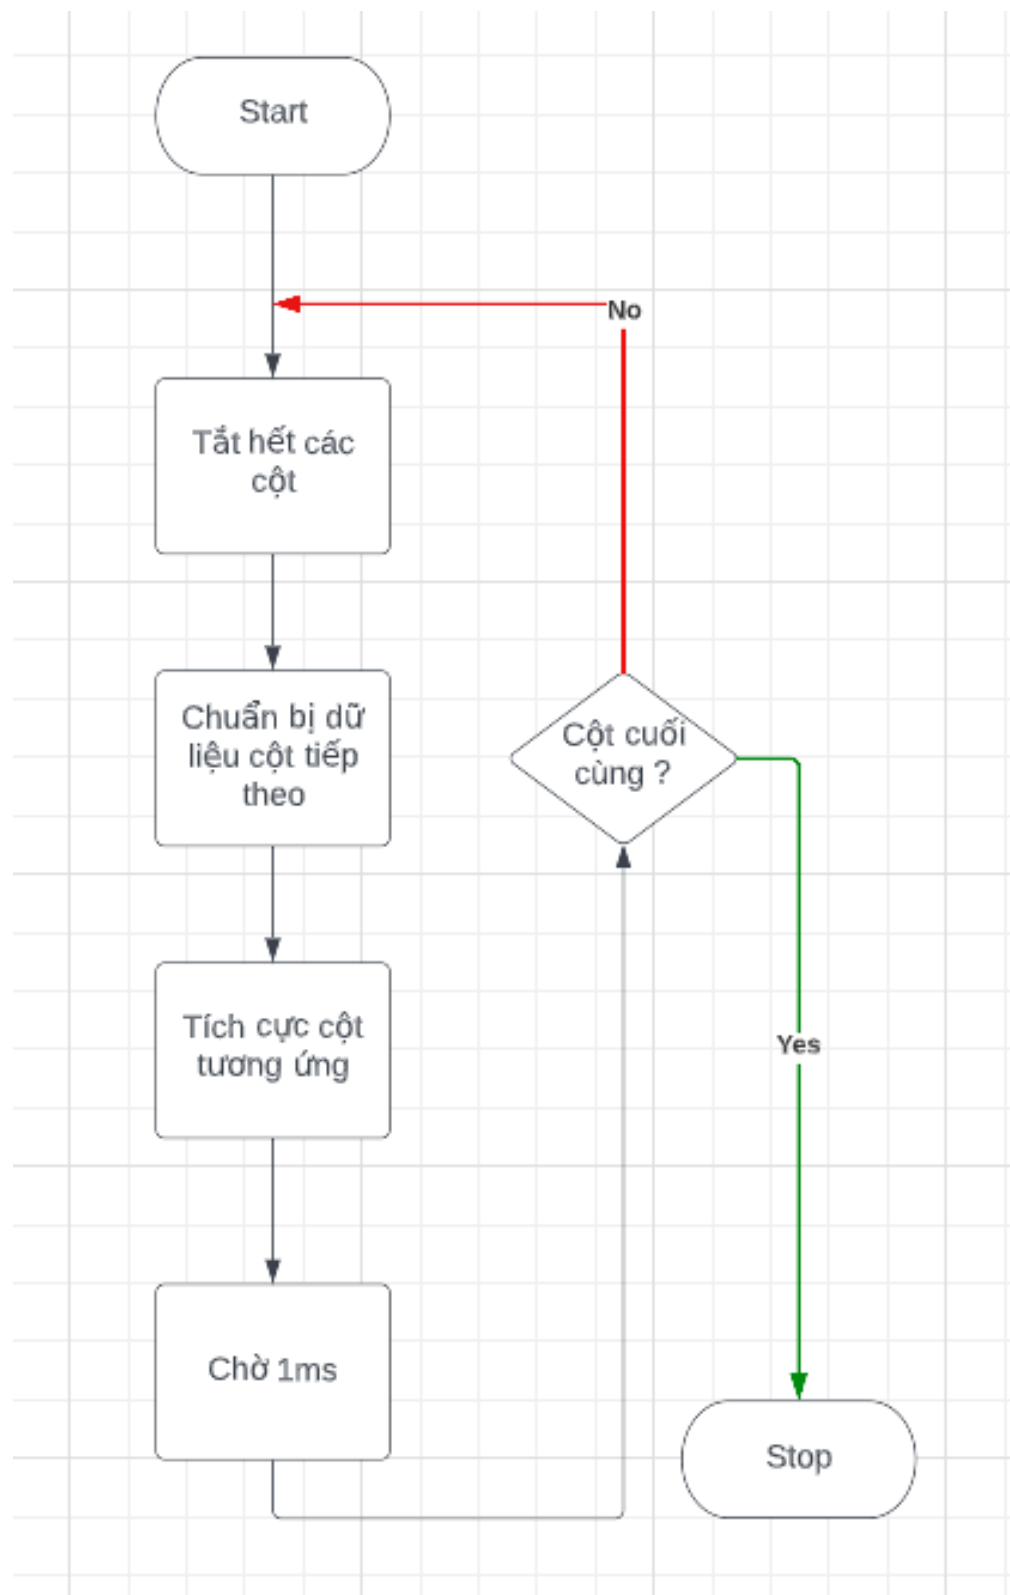 Start
No
Tắt hết các
cột
Chuẩn bị dữ
liệu cột tiếp
theo
Cột cuối
cùng ?
Tích cực cột
tương ứng
Yes
Chờ 1ms
Stop